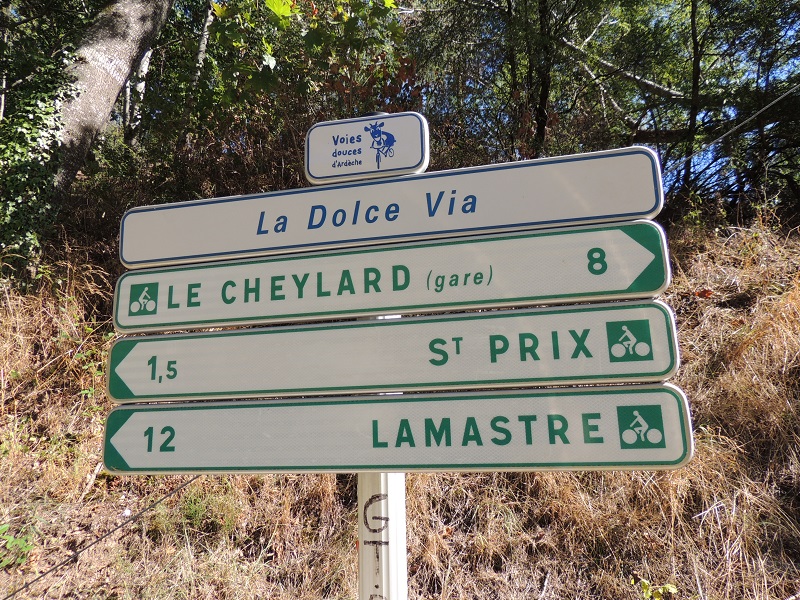 Voies
douces
d'Ardèche
La Dolce Via
LE CHEYLARD (gare) 8
1,5 ST PRIX
12 LAMASTRE